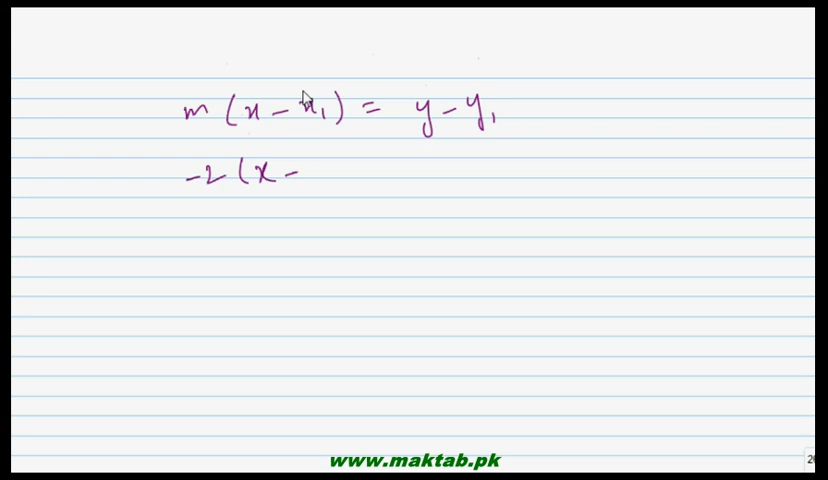 m (x - x₁) = y - y₁
-2 (x -
www.maktab.pk